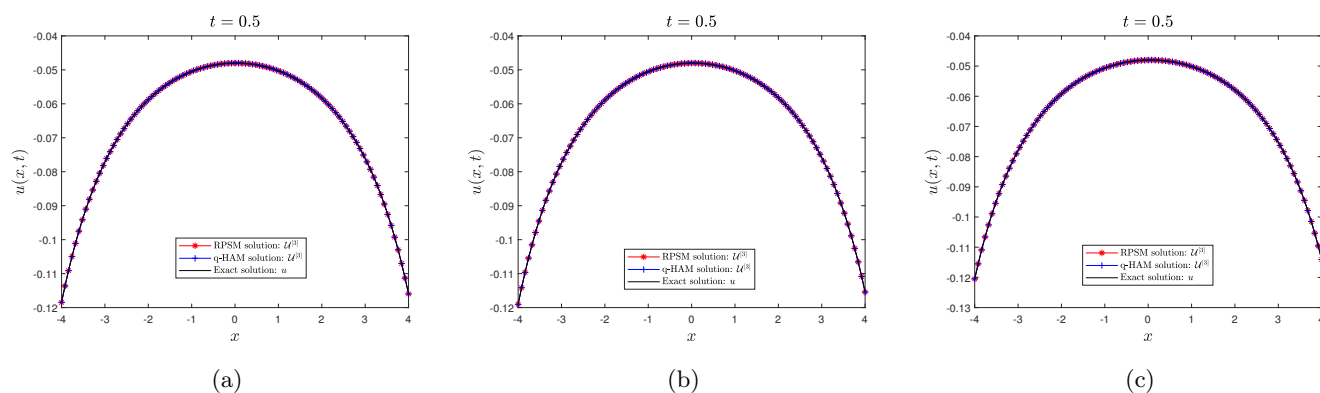 t = 0.5
-0.04
-0.05
-0.06
-0.07
-0.08
-0.09
-0.1
-0.11
-0.12
u(x, t)
RPSM solution: 𝒰^[3]
q-HAM solution: 𝒰^[3]
Exact solution: u
-4 -3 -2 -1 0 1 2 3 4
x
(a)
t = 0.5
-0.04
-0.05
-0.06
-0.07
-0.08
-0.09
-0.1
-0.11
-0.12
u(x, t)
RPSM solution: 𝒰^[3]
q-HAM solution: 𝒰^[3]
Exact solution: u
-4 -3 -2 -1 0 1 2 3 4
x
(b)
t = 0.5
-0.04
-0.05
-0.06
-0.07
-0.08
-0.09
-0.1
-0.11
-0.12
-0.13
u(x, t)
RPSM solution: 𝒰^[3]
q-HAM solution: 𝒰^[3]
Exact solution: u
-4 -3 -2 -1 0 1 2 3 4
x
(c)